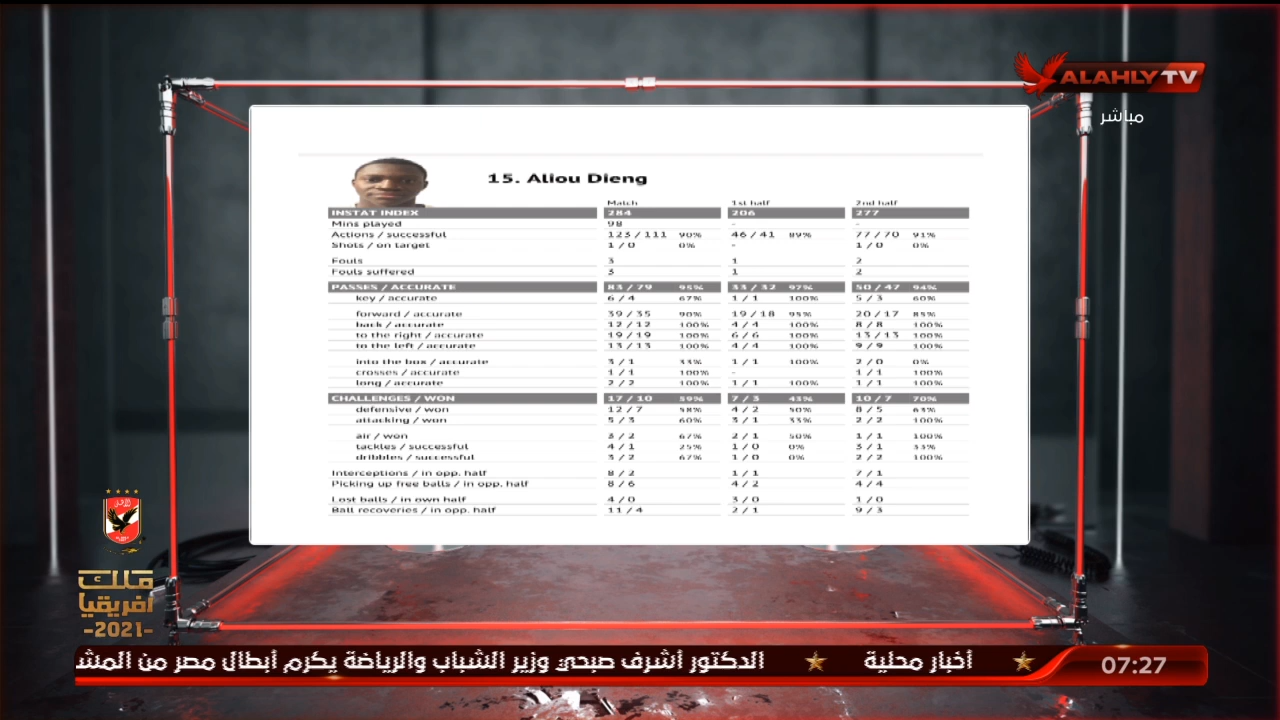 ALAHLY TV
مباشر
15. Aliou Dieng
Match 1st half 2nd half
INSTAT INDEX 284 206 277
Mins played 98 - -
Actions / successful 123 / 111 90% 46 / 41 89% 77 / 70 91%
Shots / on target 1 / 0 0% - 1 / 0 0%
Fouls 3 1 2
Fouls suffered 3 1 2
PASSES / ACCURATE 83 / 79 95% 33 / 32 97% 50 / 47 94%
key / accurate 6 / 4 67% 1 / 1 100% 5 / 3 60%
forward / accurate 39 / 35 90% 19 / 18 95% 20 / 17 85%
back / accurate 12 / 12 100% 4 / 4 100% 8 / 8 100%
to the right / accurate 19 / 19 100% 6 / 6 100% 13 / 13 100%
to the left / accurate 13 / 13 100% 4 / 4 100% 9 / 9 100%
into the box / accurate 3 / 1 33% 1 / 1 100% 2 / 0 0%
crosses / accurate 1 / 1 100% - 1 / 1 100%
long / accurate 2 / 2 100% 1 / 1 100% 1 / 1 100%
CHALLENGES / WON 17 / 10 59% 7 / 3 43% 10 / 7 70%
defensive / won 12 / 7 58% 4 / 2 50% 8 / 5 63%
attacking / won 5 / 3 60% 3 / 1 33% 2 / 2 100%
air / won 3 / 2 67% 2 / 1 50% 1 / 1 100%
tackles / successful 4 / 1 25% 1 / 0 0% 3 / 1 33%
dribbles / successful 3 / 2 67% 1 / 0 0% 2 / 2 100%
Interceptions / in opp. half 8 / 2 1 / 1 7 / 1
Picking up free balls / in opp. half 8 / 6 4 / 2 4 / 4
Lost balls / in own half 4 / 0 3 / 0 1 / 0
Ball recoveries / in opp. half 11 / 4 2 / 1 9 / 3
ملك
افريقيا
-2021-
أخبار محلية ★ الدكتور أشرف صبحي وزير الشباب والرياضة يكرم أبطال مصر من المش
07:27